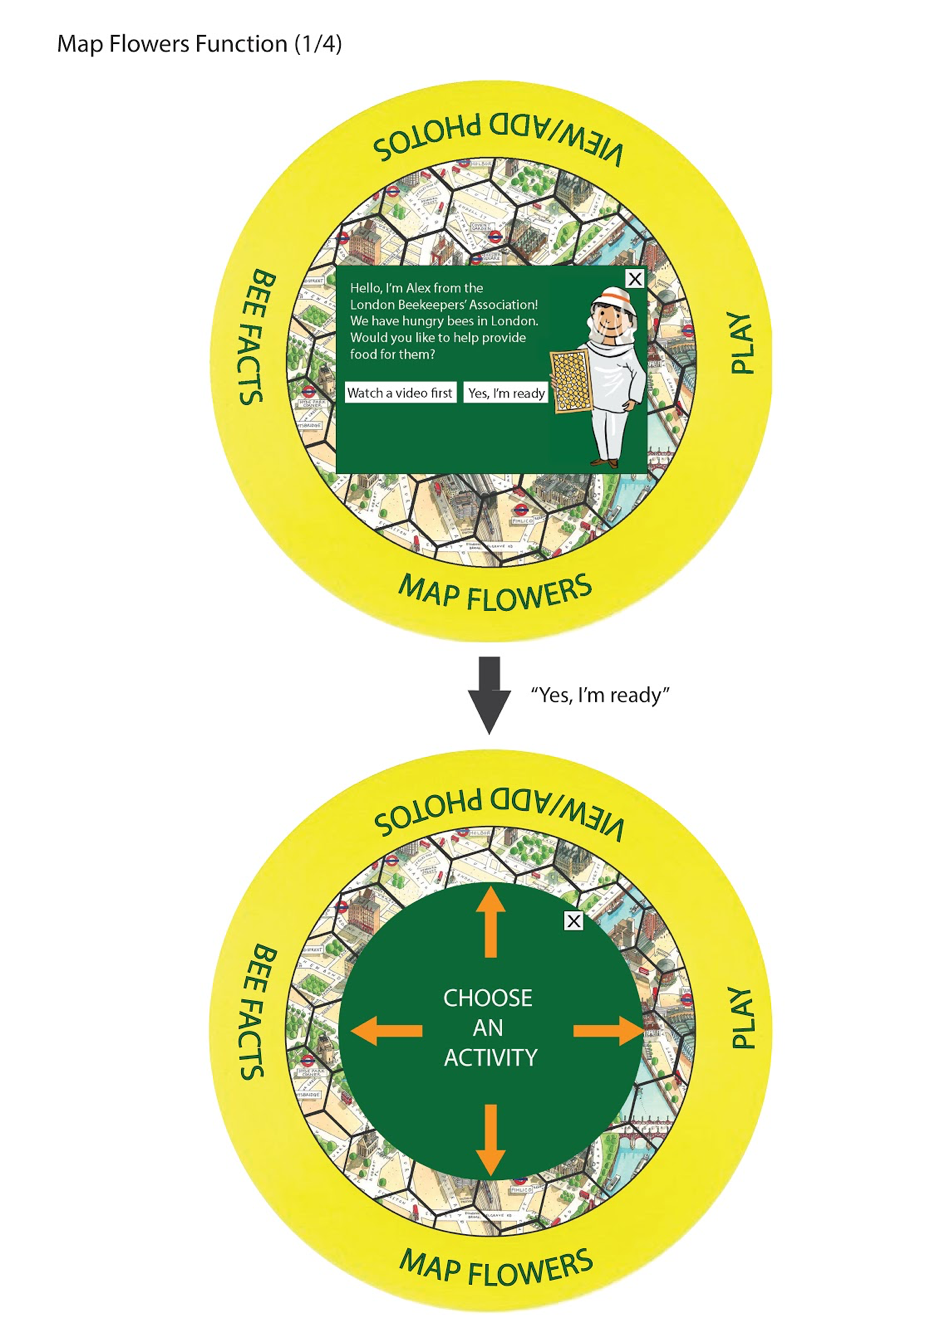 Map Flowers Function (1/4)
VIEW/ADD PHOTOS
BEE FACTS
PLAY
X
Hello, I'm Alex from the
London Beekeepers' Association!
We have hungry bees in London.
Would you like to help provide
food for them?
Watch a video first
Yes, I'm ready
PIMLICO
MAP FLOWERS
“Yes, I'm ready”
VIEW/ADD PHOTOS
BEE FACTS
PLAY
X
CHOOSE
AN
ACTIVITY
PIMLICO
MAP FLOWERS